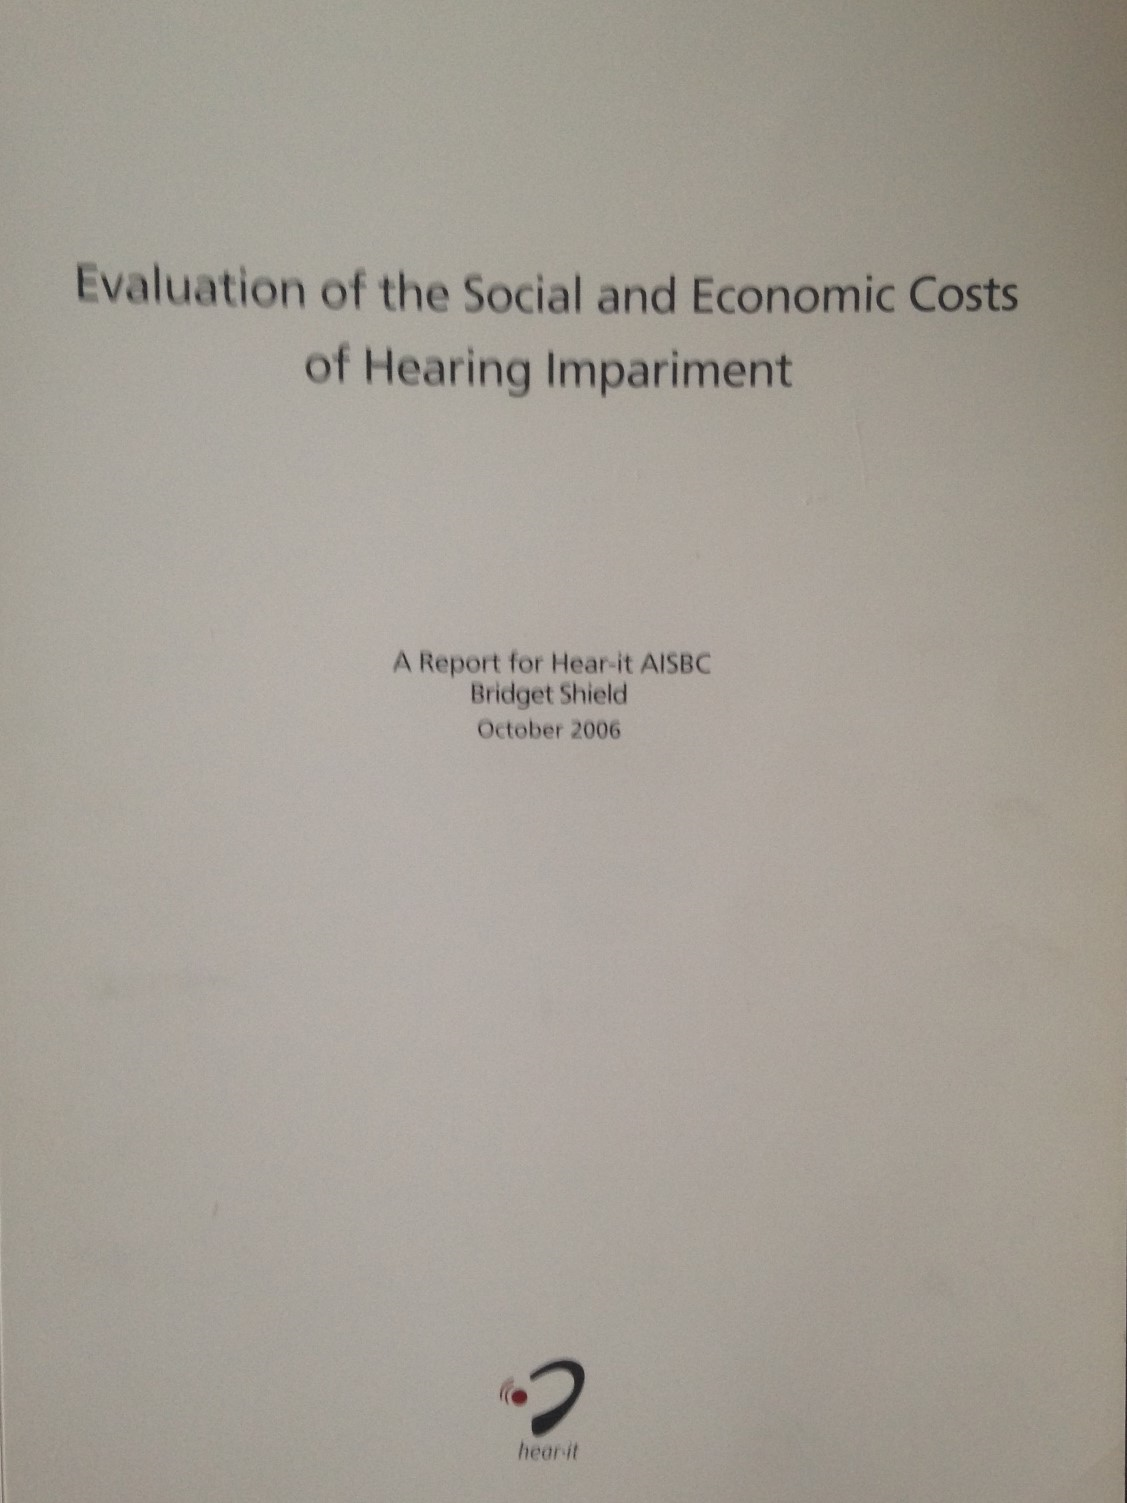 Evaluation of the Social and Economic Costs
of Hearing Impariment
A Report for Hear-it AISBC
Bridget Shield
October 2006
hear-it